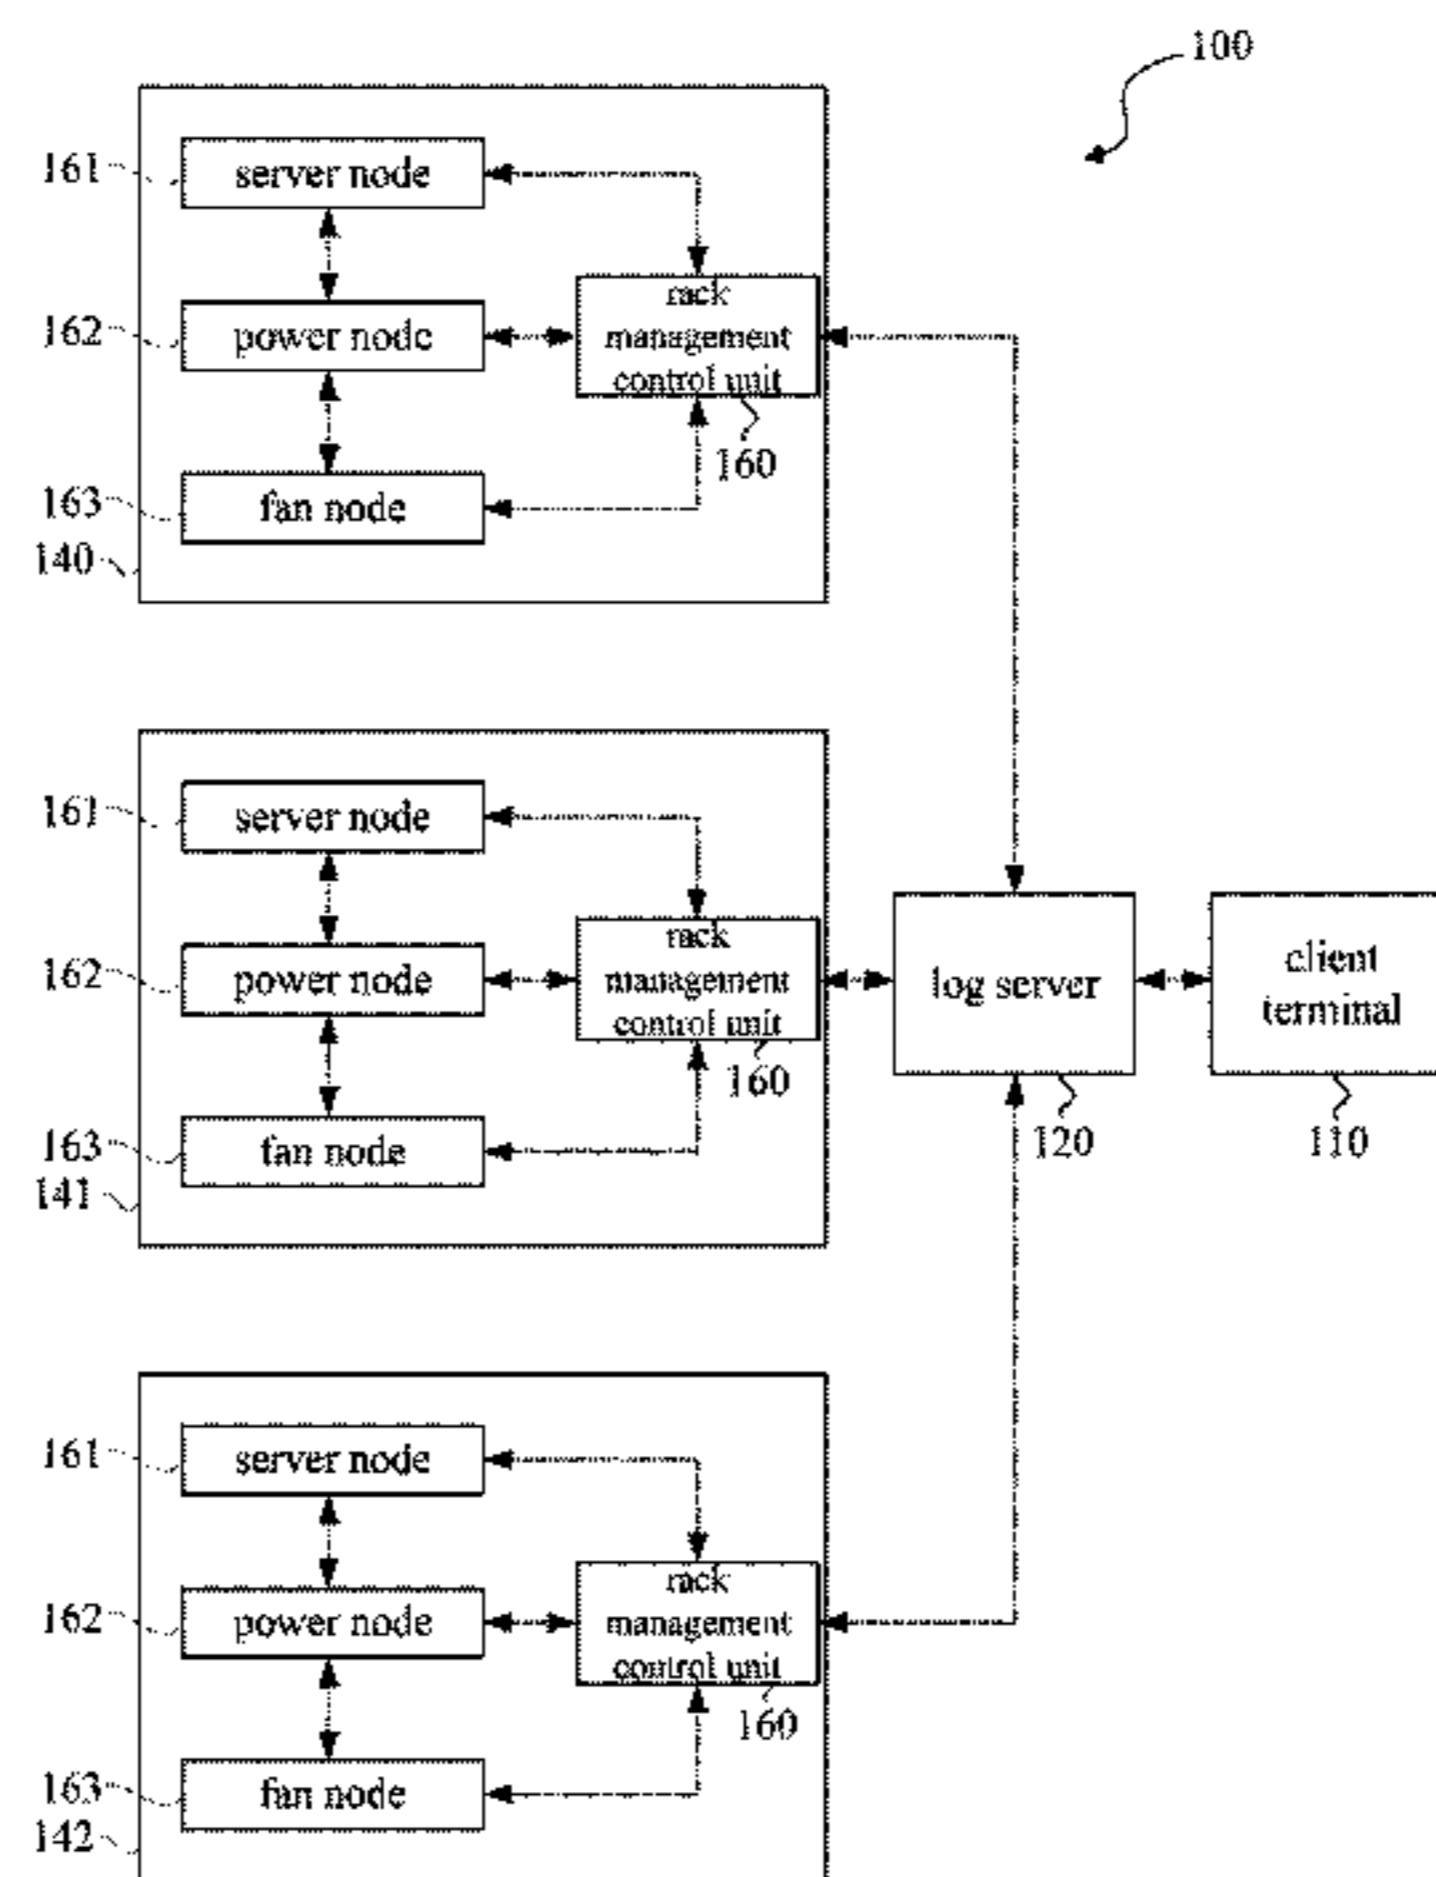 100
161
server node
162
power node
rack
management
control unit
160
163
fan node
140
161
server node
162
power node
rack
management
control unit
160
163
fan node
141
log server
120
client
terminal
110
161
server node
162
power node
rack
management
control unit
160
163
fan node
142